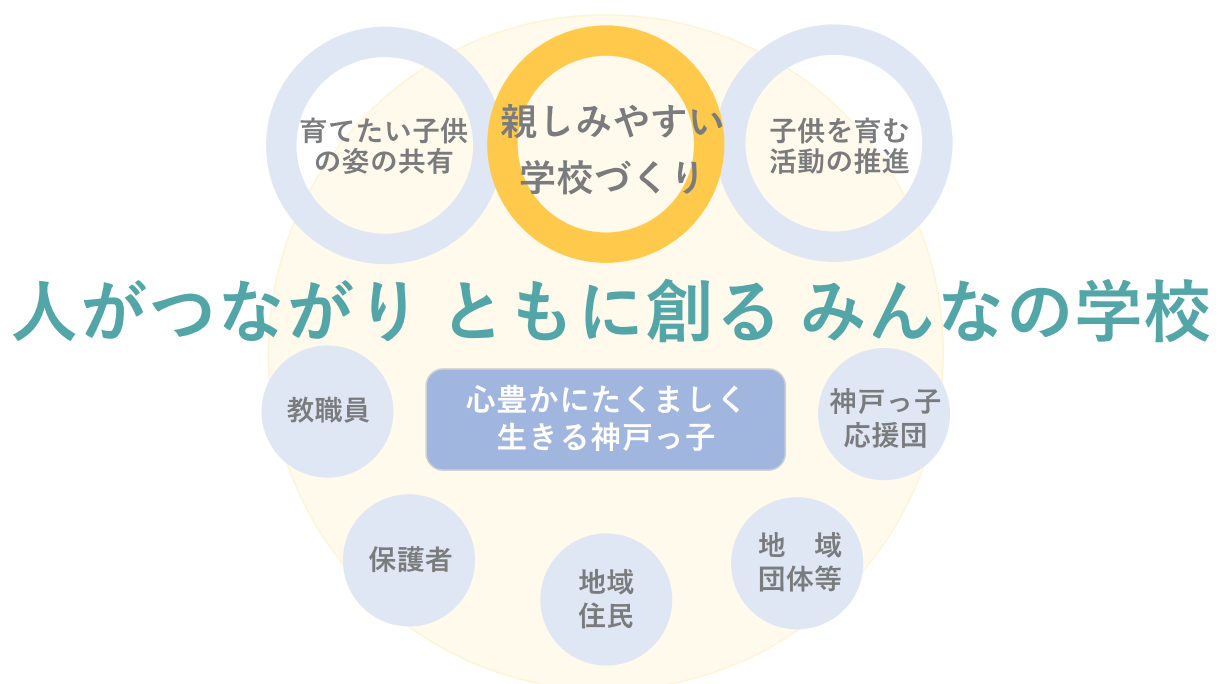 育てたい子供
の姿の共有
親しみやすい
学校づくり
子供を育む
活動の推進
人がつながり ともに創る みんなの学校
教職員
心豊かにたくましく
生きる神戸っ子
神戸っ子
応援団
保護者
地域
住民
地　域
団体等